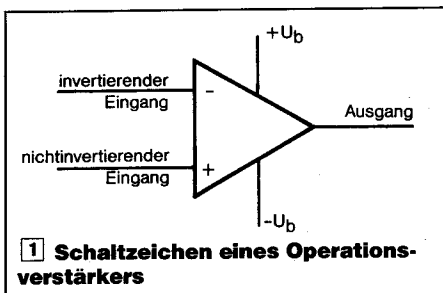 +Ub
invertierender
Eingang
-
Ausgang
nichtinvertierender
Eingang
+
-Ub
1 Schaltzeichen eines Operations-
verstärkers